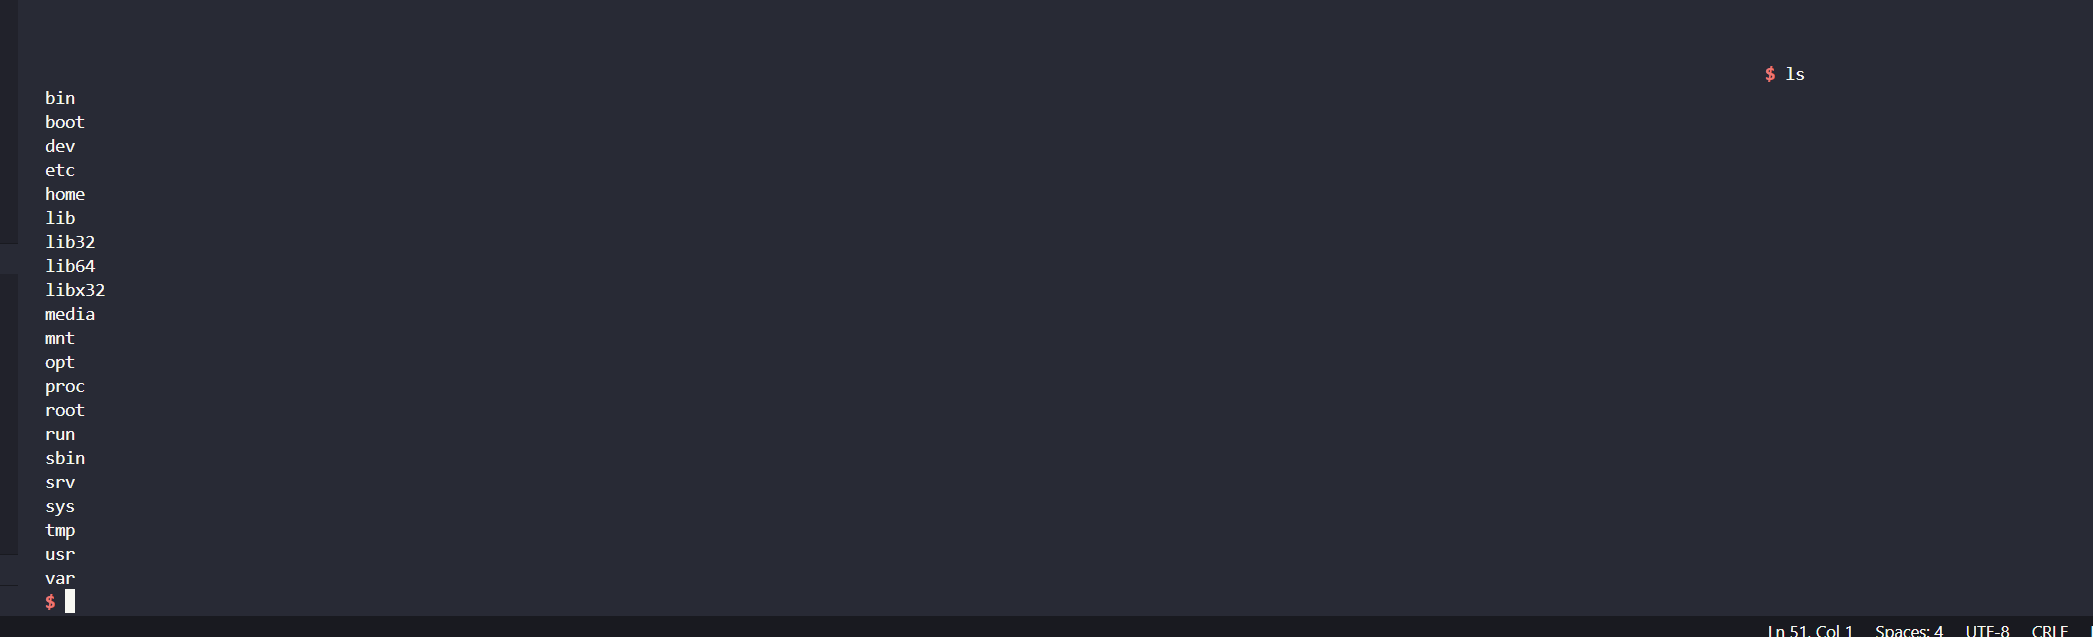 $ ls
bin
boot
dev
etc
home
lib
lib32
lib64
libx32
media
mnt
opt
proc
root
run
sbin
srv
sys
tmp
usr
var
$
Ln 51, Col 1 Spaces: 4 UTF-8 CRLF